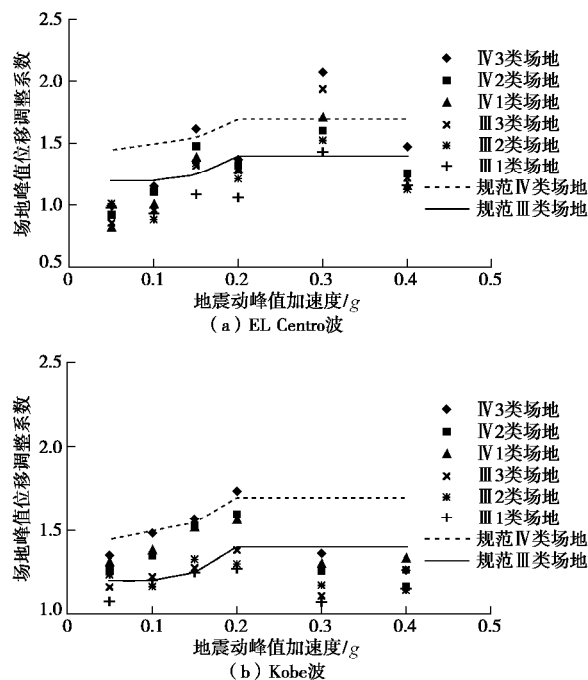 2.5
2.0
1.5
1.0
0.5
场地峰值位移调整系数
0 0.1 0.2 0.3 0.4 0.5
地震动峰值加速度/g
Ⅳ3类场地
Ⅳ2类场地
Ⅳ1类场地
Ⅲ3类场地
Ⅲ2类场地
Ⅲ1类场地
规范Ⅳ类场地
规范Ⅲ类场地
(a)EL Centro波
2.5
2.0
1.5
1.0
场地峰值位移调整系数
0 0.1 0.2 0.3 0.4 0.5
地震动峰值加速度/g
Ⅳ3类场地
Ⅳ2类场地
Ⅳ1类场地
Ⅲ3类场地
Ⅲ2类场地
Ⅲ1类场地
规范Ⅳ类场地
规范Ⅲ类场地
(b)Kobe波